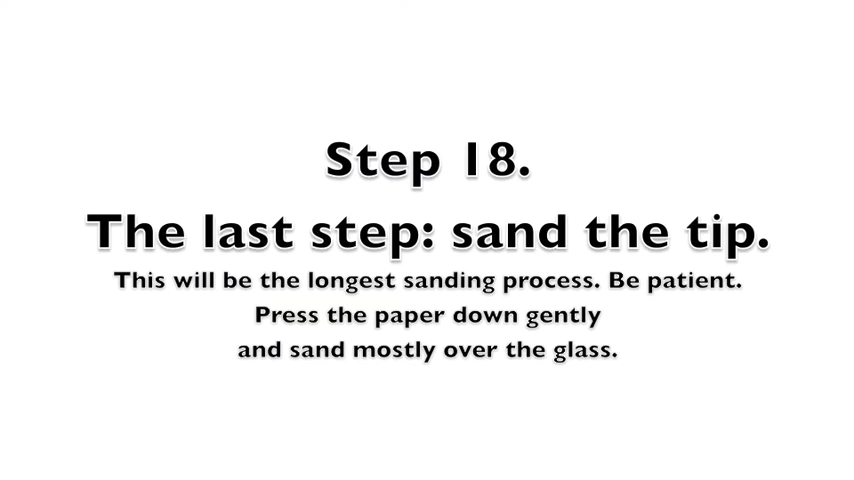 Step 18.
The last step: sand the tip.
This will be the longest sanding process. Be patient.
Press the paper down gently
and sand mostly over the glass.